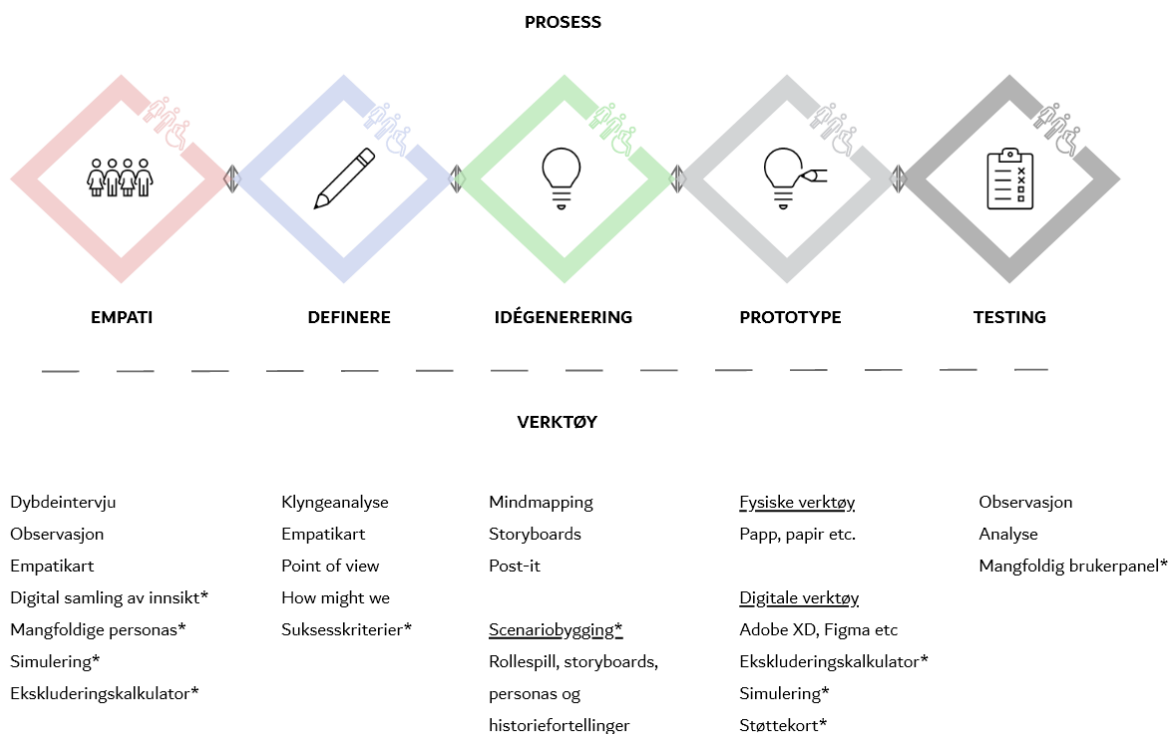 PROSESS
EMPATI
DEFINERE
IDÉGENERERING
PROTOTYPE
TESTING
VERKTØY
Dybdeintervju
Observasjon
Empatikart
Digital samling av innsikt*
Mangfoldige personas*
Simulering*
Ekskluderingskalkulator*
Klyngeanalyse
Empatikart
Point of view
How might we
Suksesskriterier*
Mindmapping
Storyboards
Post-it
Scenariobygging*
Rollespill, storyboards,
personas og
historiefortellinger
Fysiske verktøy
Papp, papir etc.
Digitale verktøy
Adobe XD, Figma etc
Ekskluderingskalkulator*
Simulering*
Støttekort*
Observasjon
Analyse
Mangfoldig brukerpanel*